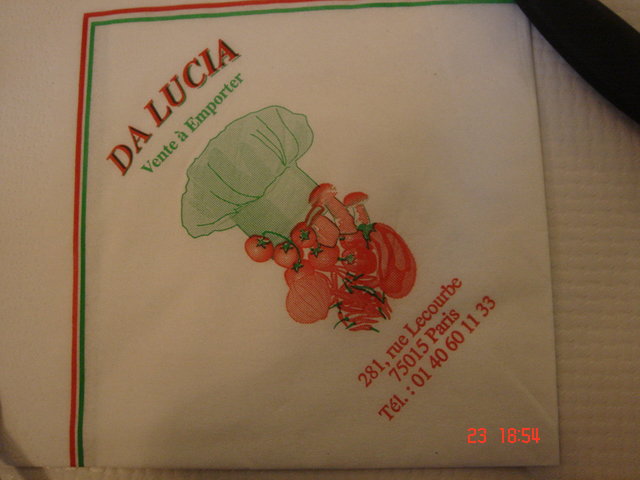 DA LUCIA
Vente à Emporter
281, rue Lecourbe
75015 Paris
Tél. : 01 40 60 11 33
23 18:54